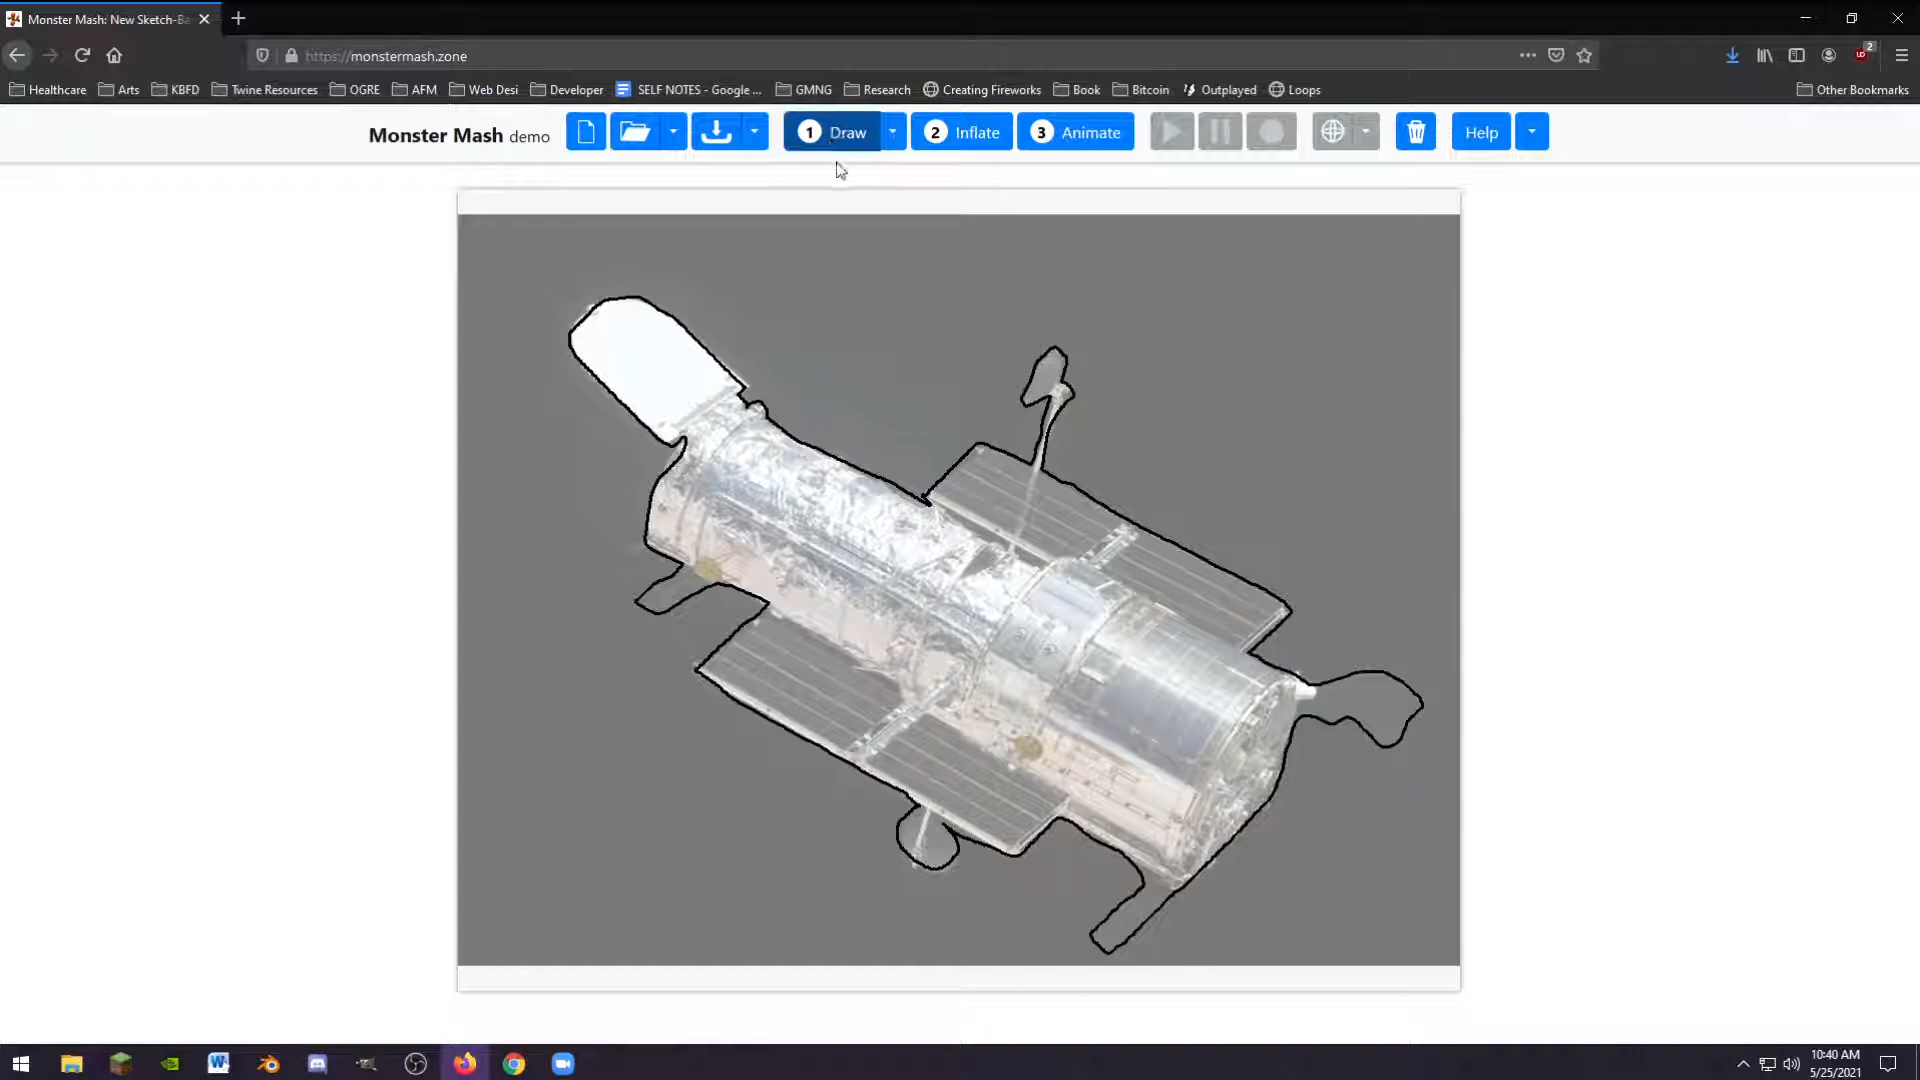 Monster Mash: New Sketch-Ba
https://monstermash.zone
2
Healthcare Arts KBFD Twine Resources OGRE AFM Web Desi Developer SELF NOTES - Google ... GMNG Research Creating Fireworks Book Bitcoin Outplayed Loops Other Bookmarks
Monster Mash demo 1 Draw 2 Inflate 3 Animate Help
10:40 AM
5/25/2021